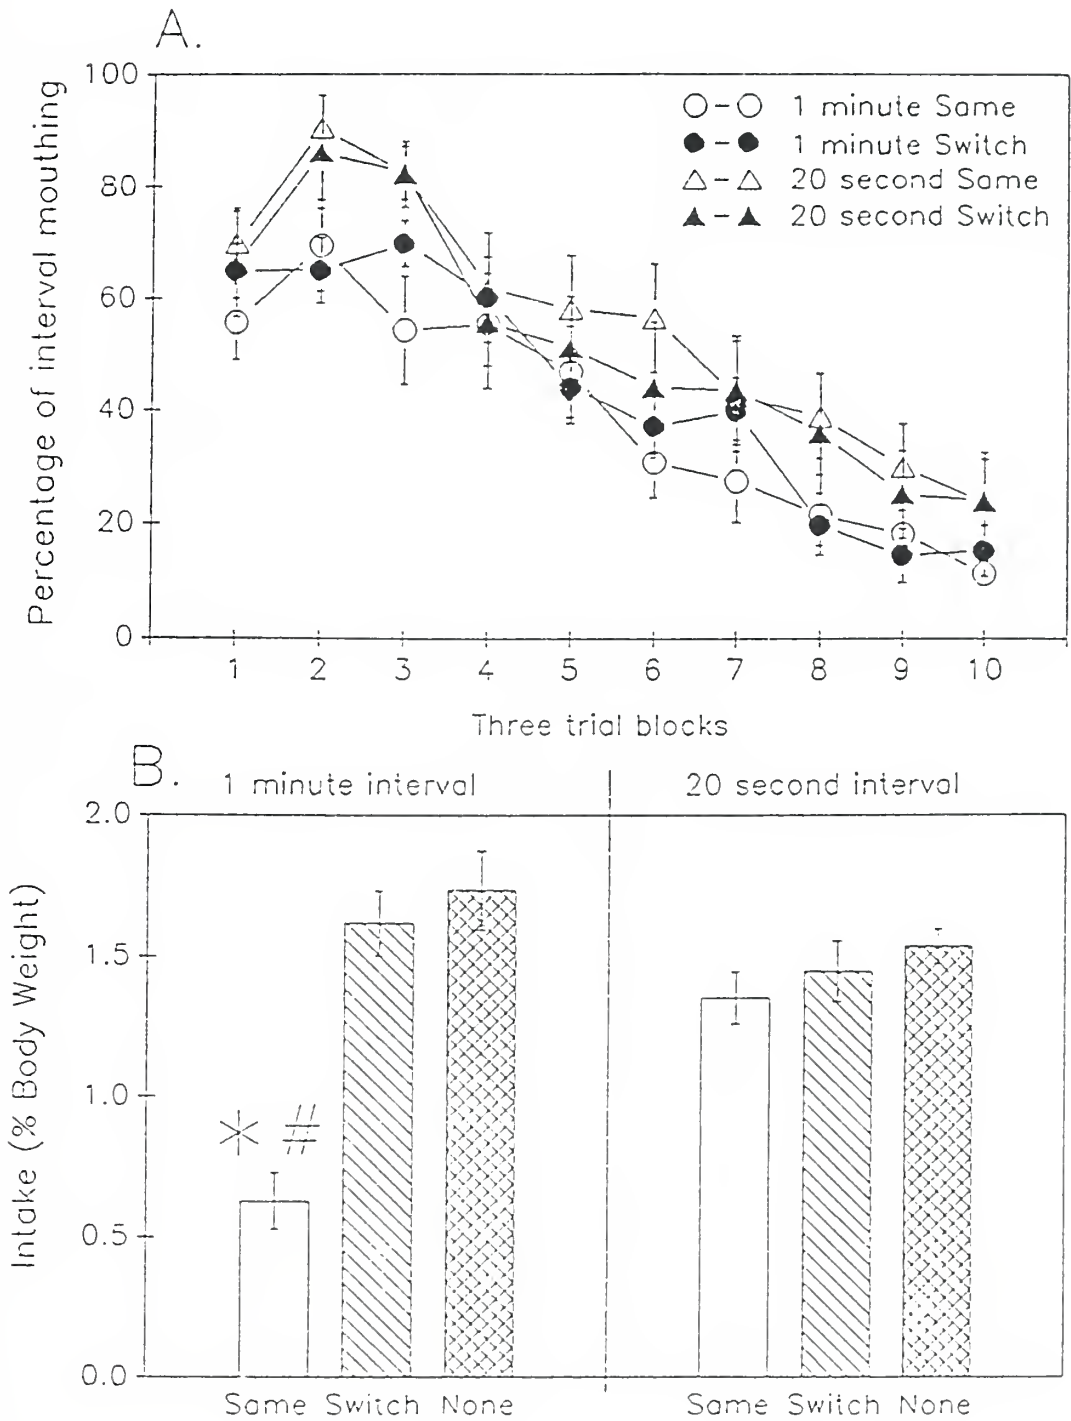 A.
Percentage of interval mouthing
100
80
60
40
20
0
1 minute Same
1 minute Switch
20 second Same
20 second Switch
1 2 3 4 5 6 7 8 9 10
Three trial blocks
B.
1 minute interval 20 second interval
Intake (% Body Weight)
2.0
1.5
1.0
0.5
0.0
* #
Same Switch None Same Switch None